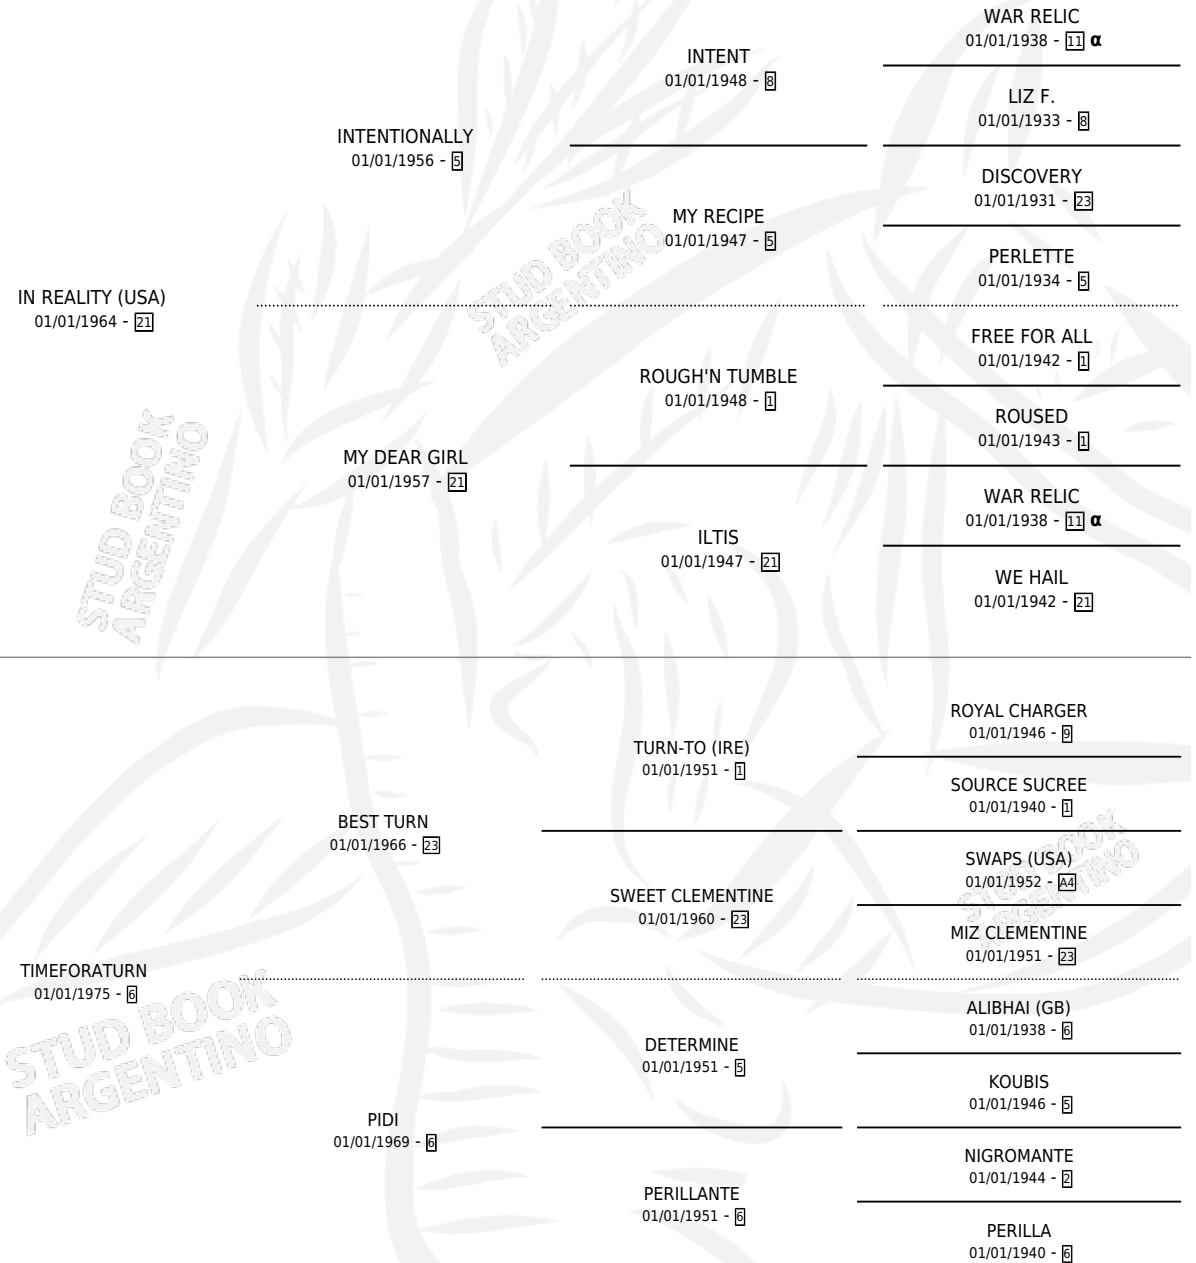 WAR RELIC
01/01/1938 - 11 α
INTENT
01/01/1948 - 8
LIZ F.
01/01/1933 - 8
INTENTIONALLY
01/01/1956 - 5
DISCOVERY
01/01/1931 - 23
MY RECIPE
01/01/1947 - 5
PERLETTE
01/01/1934 - 5
IN REALITY (USA)
01/01/1964 - 21
FREE FOR ALL
01/01/1942 - 1
ROUGH'N TUMBLE
01/01/1948 - 1
ROUSED
01/01/1943 - 1
MY DEAR GIRL
01/01/1957 - 21
WAR RELIC
01/01/1938 - 11 α
ILTIS
01/01/1947 - 21
WE HAIL
01/01/1942 - 21
STUD BOOK
ARGENTINO
STUD BOOK
ARGENTINO
ROYAL CHARGER
01/01/1946 - 9
TURN-TO (IRE)
01/01/1951 - 1
SOURCE SUCREE
01/01/1940 - 1
BEST TURN
01/01/1966 - 23
SWAPS (USA)
01/01/1952 - A4
SWEET CLEMENTINE
01/01/1960 - 23
MIZ CLEMENTINE
01/01/1951 - 23
STUD BOOK
ARGENTINO
TIMEFORATURN
01/01/1975 - 6
ALIBHAI (GB)
01/01/1938 - 6
DETERMINE
01/01/1951 - 5
KOUBIS
01/01/1946 - 5
STUD BOOK
ARGENTINO
PIDI
01/01/1969 - 6
NIGROMANTE
01/01/1944 - 2
PERILLANTE
01/01/1951 - 6
PERILLA
01/01/1940 - 6